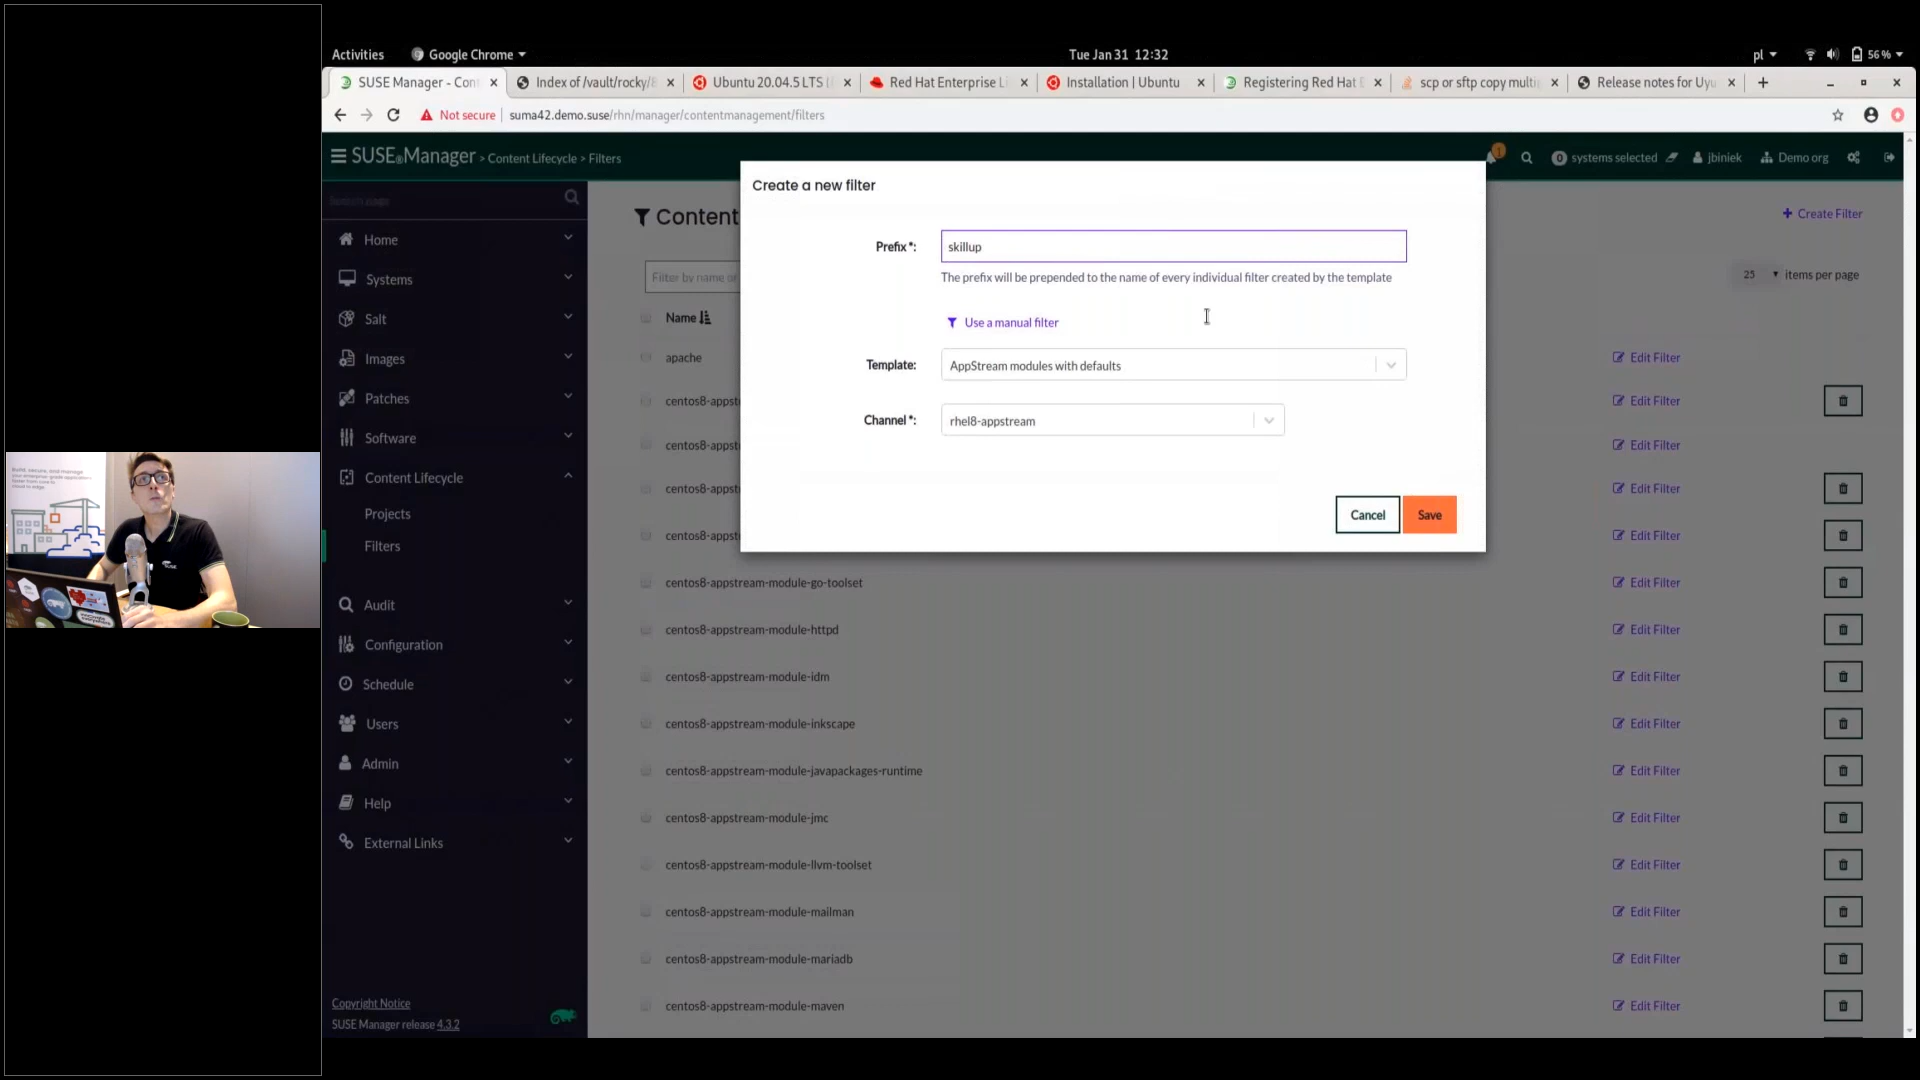 Activities
Google Chrome
Tue Jan 31 12:32
pl
56 %
SUSE Manager - Con
Index of /vault/rocky/8
Ubuntu 20.04.5 LTS (
Red Hat Enterprise Li
Installation | Ubuntu
Registering Red Hat E
scp or sftp copy multi
Release notes for Uyu
Not secure
suma42.demo.suse/rhn/manager/contentmanagement/filters
SUSE®Manager > Content Lifecycle > Filters
1
0 systems selected
jbiniek
Demo org
Home
Systems
Salt
Images
Patches
Software
Content Lifecycle
Projects
Filters
Audit
Configuration
Schedule
Users
Admin
Help
External Links
Copyright Notice
SUSE Manager release 4.3.2
Content
Create Filter
Filter by name or
25 items per page
Name
Create a new filter
Prefix *:
skillup
The prefix will be prepended to the name of every individual filter created by the template
Use a manual filter
Template:
AppStream modules with defaults
Channel *:
rhel8-appstream
Cancel
Save
apache
Edit Filter
centos8-appst
Edit Filter
centos8-appst
Edit Filter
centos8-appst
Edit Filter
centos8-appst
Edit Filter
centos8-appstream-module-go-toolset
Edit Filter
centos8-appstream-module-httpd
Edit Filter
centos8-appstream-module-idm
Edit Filter
centos8-appstream-module-inkscape
Edit Filter
centos8-appstream-module-javapackages-runtime
Edit Filter
centos8-appstream-module-jmc
Edit Filter
centos8-appstream-module-llvm-toolset
Edit Filter
centos8-appstream-module-mailman
Edit Filter
centos8-appstream-module-mariadb
Edit Filter
centos8-appstream-module-maven
Edit Filter
SUSE